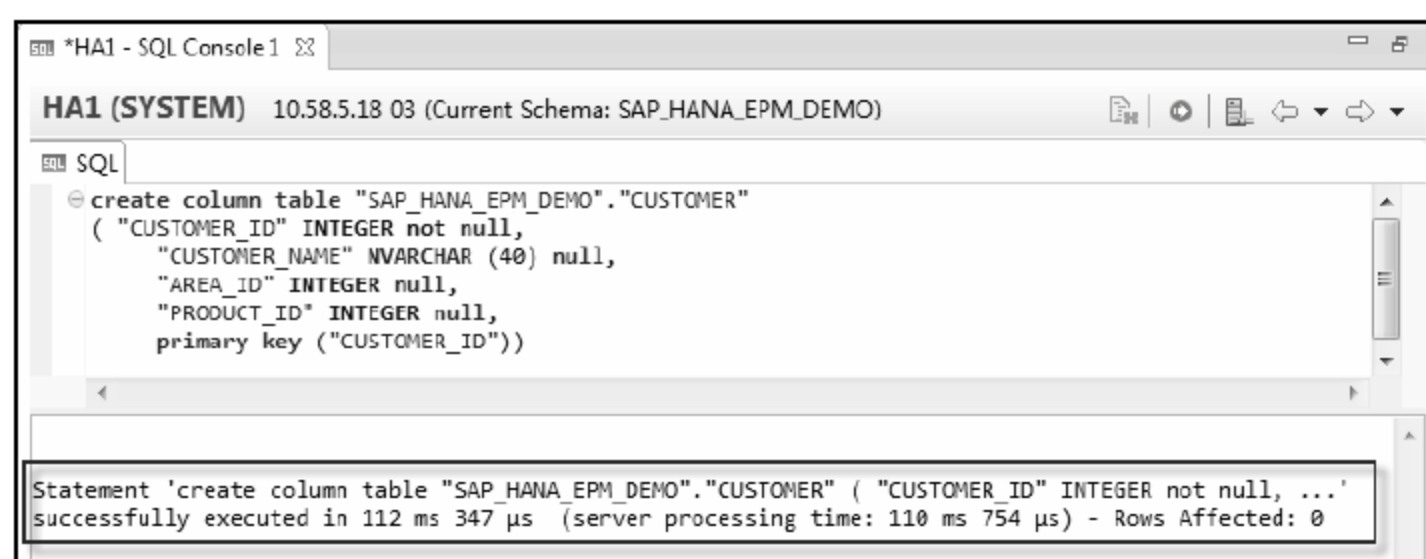 *HA1 - SQL Console 1
HA1 (SYSTEM) 10.58.5.18 03 (Current Schema: SAP_HANA_EPM_DEMO)
SQL
create column table "SAP_HANA_EPM_DEMO"."CUSTOMER"
( "CUSTOMER_ID" INTEGER not null,
"CUSTOMER_NAME" NVARCHAR (40) null,
"AREA_ID" INTEGER null,
"PRODUCT_ID" INTEGER null,
primary key ("CUSTOMER_ID"))
Statement 'create column table "SAP_HANA_EPM_DEMO"."CUSTOMER" ( "CUSTOMER_ID" INTEGER not null, ...'
successfully executed in 112 ms 347 µs (server processing time: 110 ms 754 µs) - Rows Affected: 0